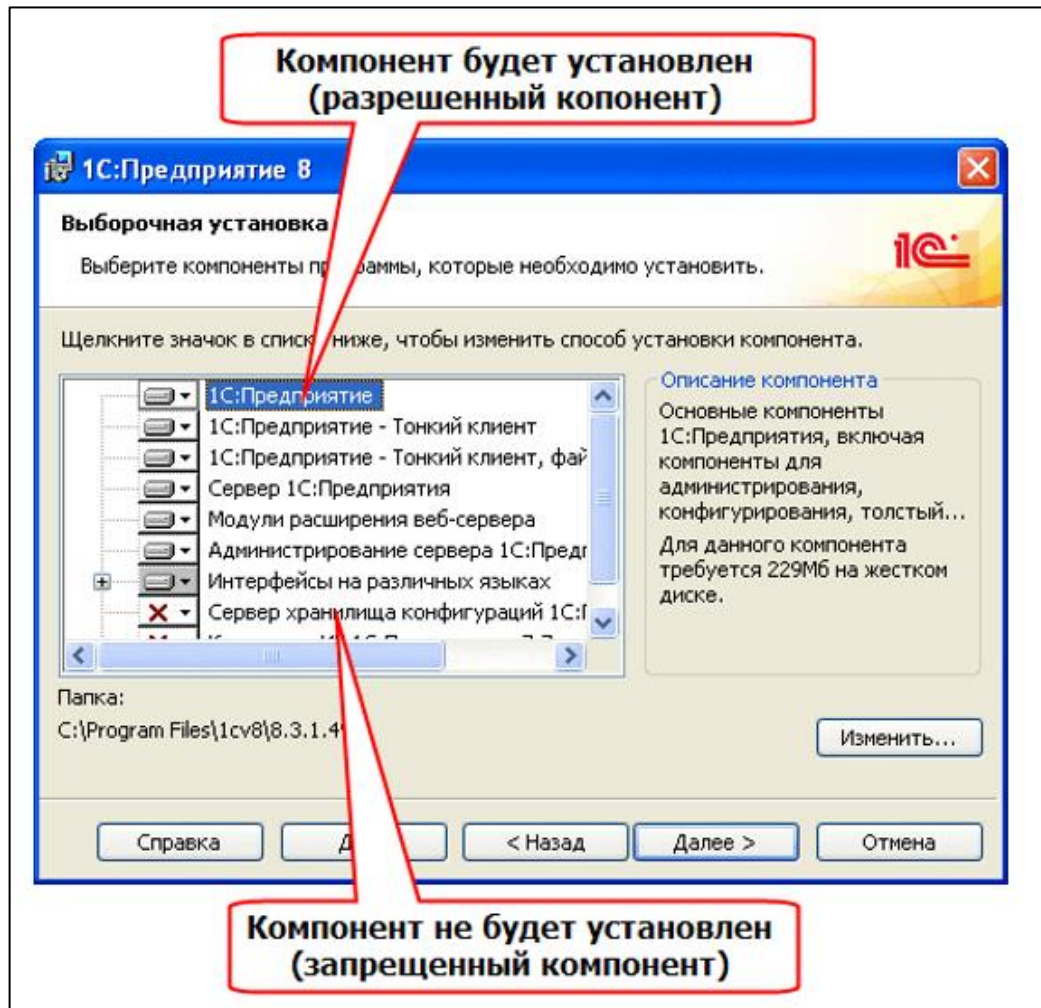 Компонент будет установлен
(разрешенный копонент)
1С:Предприятие 8
Выборочная установка
Выберите компоненты пр аммы, которые необходимо установить.
1С
Щелкните значок в списк ниже, чтобы изменить способ установки компонента.
1С:Предприятие
1С:Предприятие - Тонкий клиент
1С:Предприятие - Тонкий клиент, фай
Сервер 1С:Предприятия
Модули расширения веб-сервера
Администрирование сервера 1С:Предг
Интерфейсы на различных языках
Сервер хранилища конфигураций 1С:Г
Описание компонента
Основные компоненты
1С:Предприятия, включая
компоненты для
администрирования,
конфигурирования, толстый...
Для данного компонента
требуется 229Мб на жестком
диске.
Папка:
C:\Program Files\1cv8\8.3.1.4
Изменить...
Справка
Д
< Назад
Далее >
Отмена
Компонент не будет установлен
(запрещенный компонент)